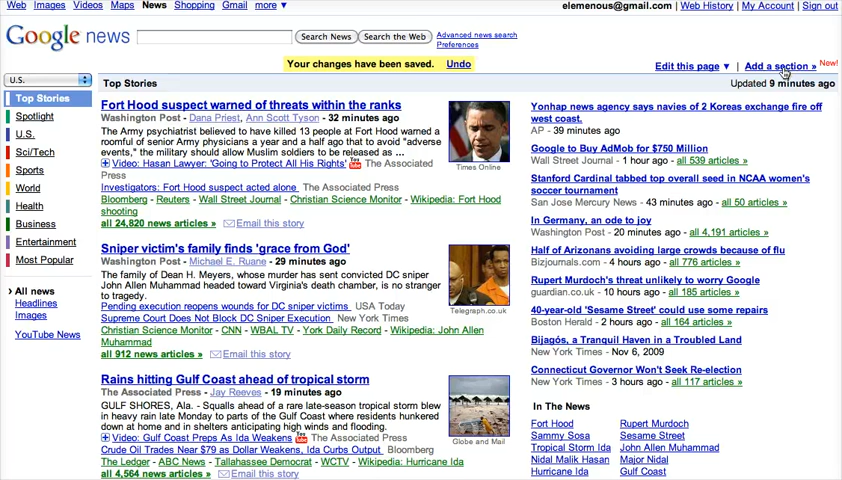 Web Images Videos Maps News Shopping Gmail more ▼
elemenous@gmail.com | Web History | My Account | Sign out
Google news
Search News Search the Web
Advanced news search
Preferences
Your changes have been saved. Undo
Edit this page ▼ | Add a section » New!
U.S.
Top Stories
Updated 9 minutes ago
Top Stories
Spotlight
U.S.
Sci/Tech
Sports
World
Health
Business
Entertainment
Most Popular
› All news
Headlines
Images
YouTube News
Fort Hood suspect warned of threats within the ranks
Washington Post - Dana Priest, Ann Scott Tyson - 32 minutes ago
The Army psychiatrist believed to have killed 13 people at Fort Hood warned a
roomful of senior Army physicians a year and a half ago that to avoid "adverse
events," the military should allow Muslim soldiers to be released as ...
Video: Hasan Lawyer: 'Going to Protect All His Rights' You Tube The Associated
Press
Investigators: Fort Hood suspect acted alone The Associated Press
Bloomberg - Reuters - Wall Street Journal - Christian Science Monitor - Wikipedia: Fort Hood
shooting
all 24,820 news articles » Email this story
Times Online
Sniper victim's family finds 'grace from God'
Washington Post - Michael E. Ruane - 29 minutes ago
The family of Dean H. Meyers, whose murder has sent convicted DC sniper
John Allen Muhammad headed toward Virginia's death chamber, is no stranger
to tragedy.
Pending execution reopens wounds for DC sniper victims USA Today
Supreme Court Does Not Block DC Sniper Execution New York Times
Christian Science Monitor - CNN - WBAL TV - York Daily Record - Wikipedia: John Allen
Muhammad
all 912 news articles » Email this story
Telegraph.co.uk
Rains hitting Gulf Coast ahead of tropical storm
The Associated Press - Jay Reeves - 19 minutes ago
GULF SHORES, Ala. - Squalls ahead of a rare late-season tropical storm blew
in heavy rain late Monday to parts of the Gulf Coast where residents hunkered
down at home and in shelters anticipating high winds and flooding.
Video: Gulf Coast Preps As Ida Weakens You Tube The Associated Press
Crude Oil Trades Near $79 as Dollar Weakens, Ida Curbs Output Bloomberg
The Ledger - ABC News - Tallahassee Democrat - WCTV - Wikipedia: Hurricane Ida
all 4,564 news articles » Email this story
Globe and Mail
Yonhap news agency says navies of 2 Koreas exchange fire off
west coast.
AP - 39 minutes ago
Google to Buy AdMob for $750 Million
Wall Street Journal - 1 hour ago - all 539 articles »
Stanford Cardinal tabbed top overall seed in NCAA women's
soccer tournament
San Jose Mercury News - 43 minutes ago - all 50 articles »
In Germany, an ode to joy
Washington Post - 20 minutes ago - all 4,191 articles »
Half of Arizonans avoiding large crowds because of flu
Bizjournals.com - 4 hours ago - all 776 articles »
Rupert Murdoch's threat unlikely to worry Google
guardian.co.uk - 10 hours ago - all 185 articles »
40-year-old 'Sesame Street' could use some repairs
Boston Herald - 2 hours ago - all 164 articles »
Bijagós, a Tranquil Haven in a Troubled Land
New York Times - Nov 6, 2009
Connecticut Governor Won't Seek Re-election
New York Times - 3 hours ago - all 117 articles »
In The News
Fort Hood Rupert Murdoch
Sammy Sosa Sesame Street
Tropical Storm Ida John Allen Muhammad
Nidal Malik Hasan Major Nidal
Hurricane Ida Gulf Coast